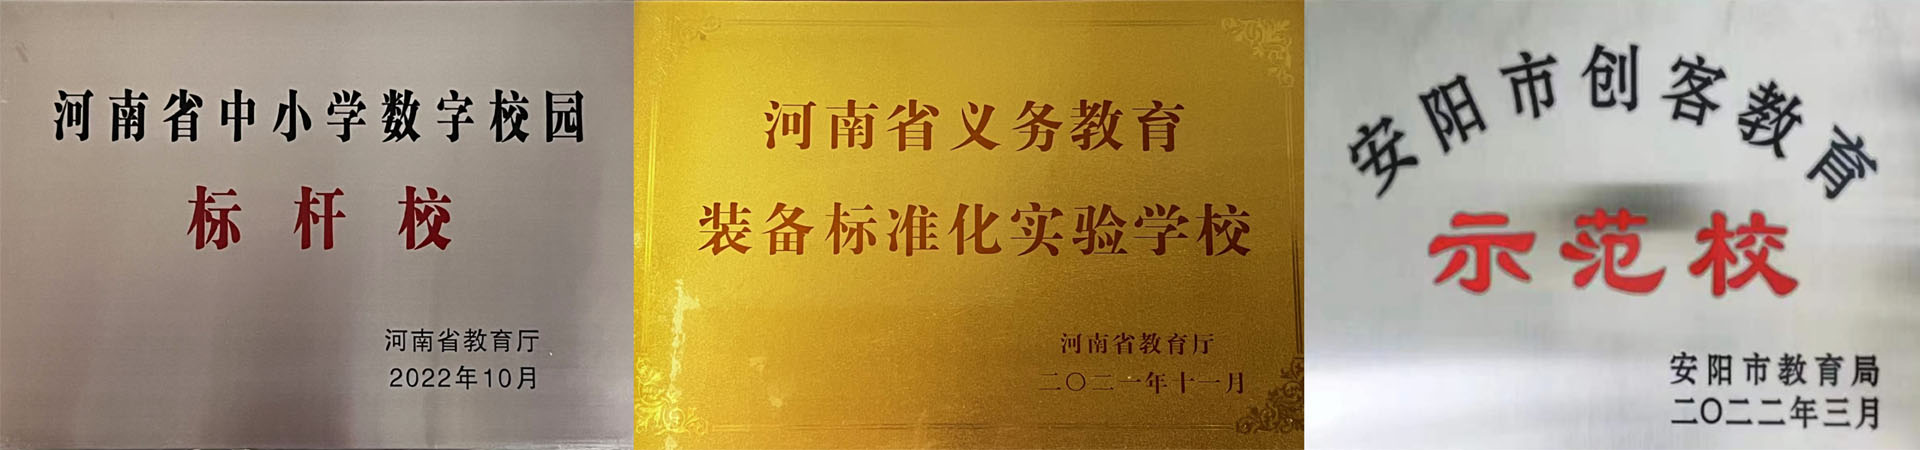 河南省中小学数字校园
标杆校
河南省教育厅
2022年10月
河南省义务教育
装备标准化实验学校
河南省教育厅
二〇二一年十一月
安阳市创客教育
示范校
安阳市教育局
二〇二二年三月